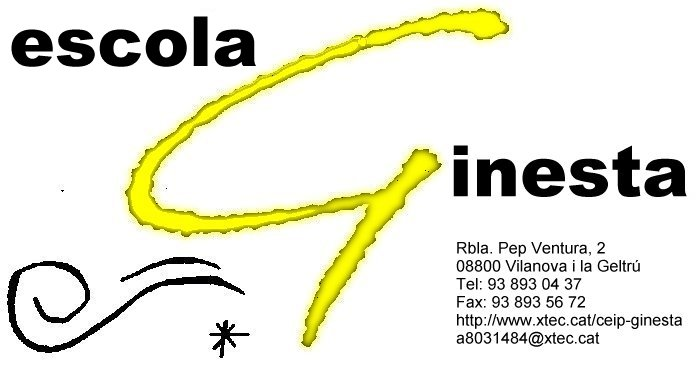 escola
Ginesta
Rbla. Pep Ventura, 2
08800 Vilanova i la Geltrú
Tel: 93 893 04 37
Fax: 93 893 56 72
http://www.xtec.cat/ceip-ginesta
a8031484@xtec.cat